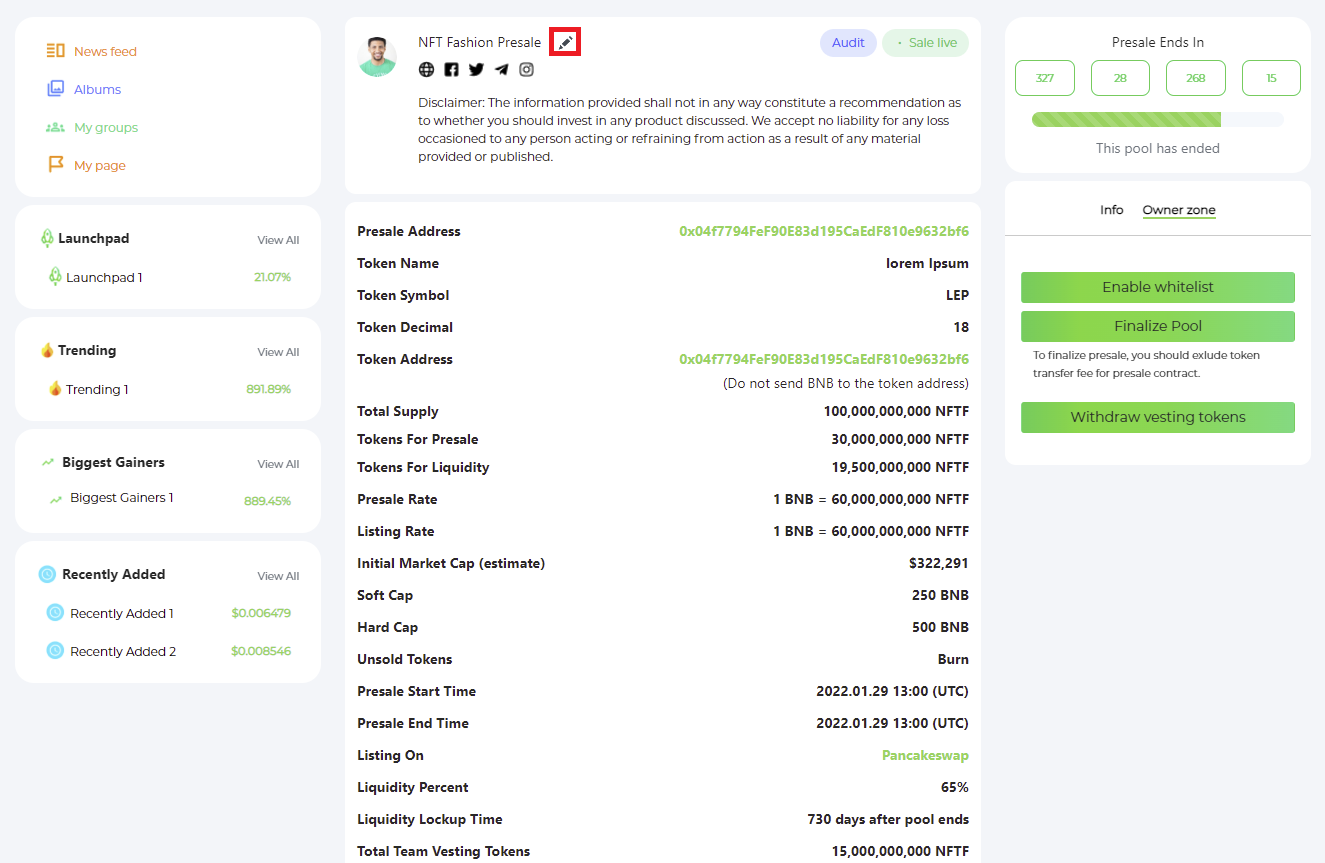 News feed
Albums
My groups
My page
Launchpad View All
Launchpad 1 21.07%
Trending View All
Trending 1 891.89%
Biggest Gainers View All
Biggest Gainers 1 889.45%
Recently Added View All
Recently Added 1 $0.006479
Recently Added 2 $0.008546
NFT Fashion Presale Audit · Sale live
Disclaimer: The information provided shall not in any way constitute a recommendation as
to whether you should invest in any product discussed. We accept no liability for any loss
occasioned to any person acting or refraining from action as a result of any material
provided or published.
Presale Address 0x04f7794FeF90E83d195CaEdF810e9632bf6
Token Name lorem Ipsum
Token Symbol LEP
Token Decimal 18
Token Address 0x04f7794FeF90E83d195CaEdF810e9632bf6
(Do not send BNB to the token address)
Total Supply 100,000,000,000 NFTF
Tokens For Presale 30,000,000,000 NFTF
Tokens For Liquidity 19,500,000,000 NFTF
Presale Rate 1 BNB = 60,000,000,000 NFTF
Listing Rate 1 BNB = 60,000,000,000 NFTF
Initial Market Cap (estimate) $322,291
Soft Cap 250 BNB
Hard Cap 500 BNB
Unsold Tokens Burn
Presale Start Time 2022.01.29 13:00 (UTC)
Presale End Time 2022.01.29 13:00 (UTC)
Listing On Pancakeswap
Liquidity Percent 65%
Liquidity Lockup Time 730 days after pool ends
Total Team Vesting Tokens 15,000,000,000 NFTF
Presale Ends In
327 28 268 15
This pool has ended
Info Owner zone
Enable whitelist
Finalize Pool
To finalize presale, you should exlude token
transfer fee for presale contract.
Withdraw vesting tokens